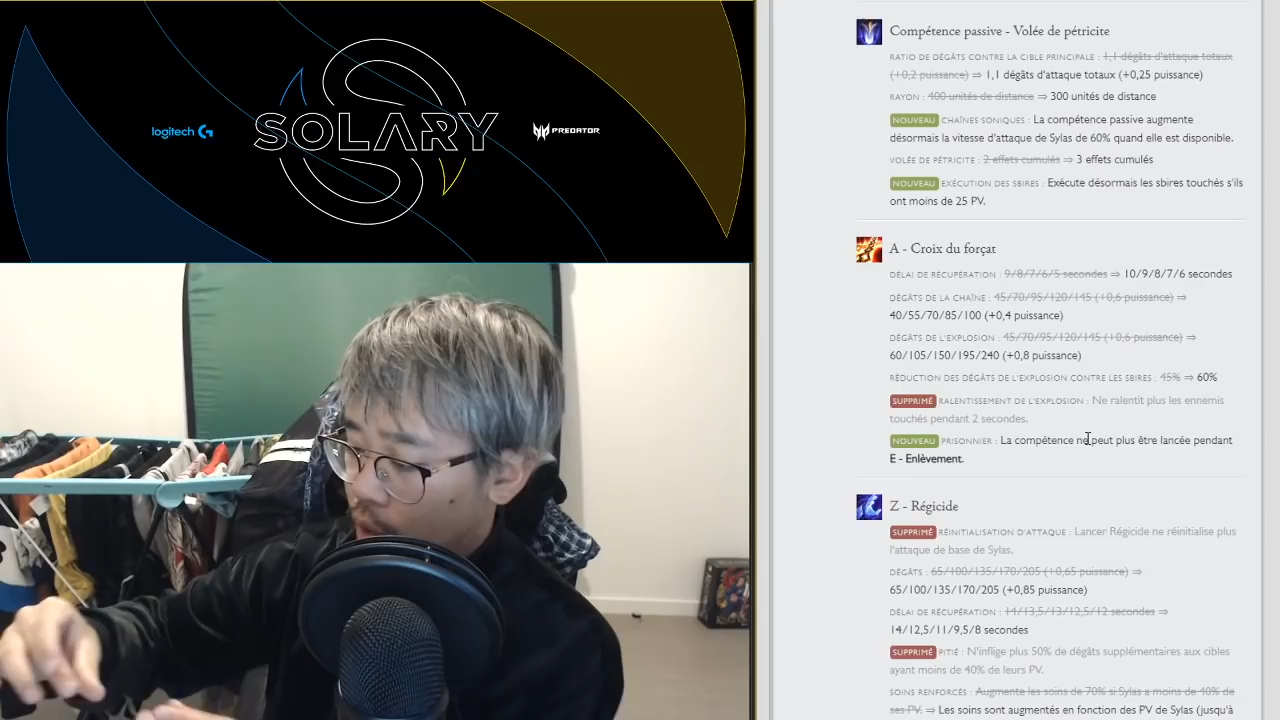 logitech G
SOLARY
PREDATOR
Compétence passive - Volée de pétricite
RATIO DE DÉGÂTS CONTRE LA CIBLE PRINCIPALE : 1,1 dégâts d'attaque totaux
(+0,2 puissance) ⇒ 1,1 dégâts d'attaque totaux (+0,25 puissance)
RAYON : 400 unités de distance ⇒ 300 unités de distance
NOUVEAU CHAÎNES SONIQUES : La compétence passive augmente
désormais la vitesse d'attaque de Sylas de 60% quand elle est disponible.
VOLÉE DE PÉTRICITE : 2 effets cumulés ⇒ 3 effets cumulés
NOUVEAU EXÉCUTION DES SBIRES : Exécute désormais les sbires touchés s'ils
ont moins de 25 PV.
A - Croix du forçat
DÉLAI DE RÉCUPÉRATION : 9/8/7/6/5 secondes ⇒ 10/9/8/7/6 secondes
DÉGÂTS DE LA CHAÎNE : 45/70/95/120/145 (+0,6 puissance) ⇒
40/55/70/85/100 (+0,4 puissance)
DÉGÂTS DE L'EXPLOSION : 45/70/95/120/145 (+0,6 puissance) ⇒
60/105/150/195/240 (+0,8 puissance)
RÉDUCTION DES DÉGÂTS DE L'EXPLOSION CONTRE LES SBIRES : 45% ⇒ 60%
SUPPRIMÉ RALENTISSEMENT DE L'EXPLOSION : Ne ralentit plus les ennemis
touchés pendant 2 secondes.
NOUVEAU PRISONNIER : La compétence ne peut plus être lancée pendant
E - Enlèvement.
Z - Régicide
SUPPRIMÉ RÉINITIALISATION D'ATTAQUE : Lancer Régicide ne réinitialise plus
l'attaque de base de Sylas.
DÉGÂTS : 65/100/135/170/205 (+0,65 puissance) ⇒
65/100/135/170/205 (+0,85 puissance)
DÉLAI DE RÉCUPÉRATION : 14/13,5/13/12,5/12 secondes ⇒
14/12,5/11/9,5/8 secondes
SUPPRIMÉ PITIÉ : N'inflige plus 50% de dégâts supplémentaires aux cibles
ayant moins de 40% de leurs PV.
SOINS RENFORCÉS : Augmente les soins de 70% si Sylas a moins de 40% de
ses PV. ⇒ Les soins sont augmentés en fonction des PV de Sylas (jusqu'à